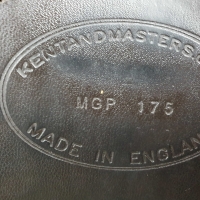 KENTANDMASTERS.C
MGP 175
MADE IN ENGLAND